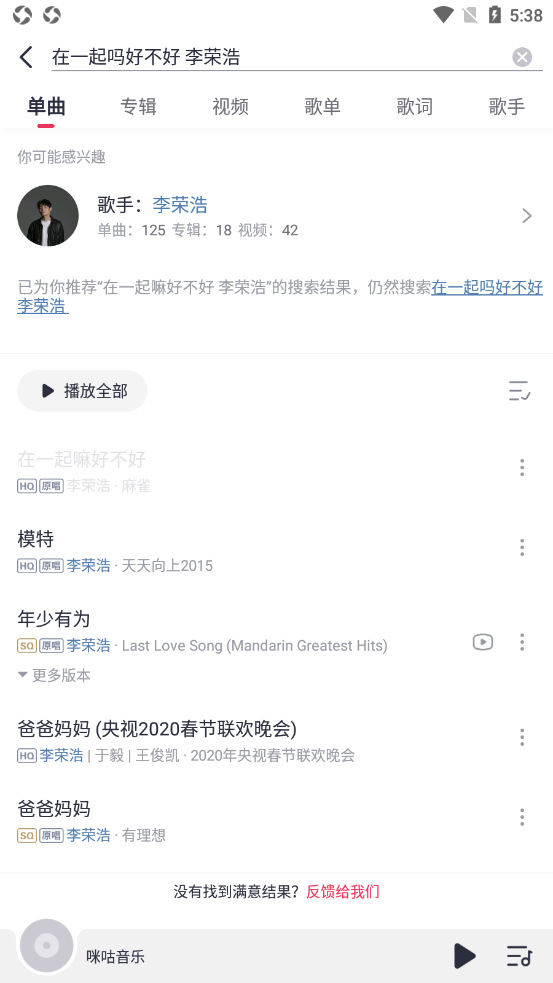 5:38
在一起吗好不好 李荣浩
单曲 专辑 视频 歌单 歌词 歌手
你可能感兴趣
歌手：李荣浩
单曲：125 专辑：18 视频：42
已为你推荐“在一起嘛好不好 李荣浩”的搜索结果，仍然搜索在一起吗好不好
李荣浩
播放全部
在一起嘛好不好
HQ 原唱 李荣浩 · 麻雀
模特
HQ 原唱 李荣浩 · 天天向上2015
年少有为
SQ 原唱 李荣浩 · Last Love Song (Mandarin Greatest Hits)
更多版本
爸爸妈妈 (央视2020春节联欢晚会)
HQ 李荣浩 | 于毅 | 王俊凯 · 2020年央视春节联欢晚会
爸爸妈妈
SQ 原唱 李荣浩 · 有理想
没有找到满意结果？反馈给我们
咪咕音乐